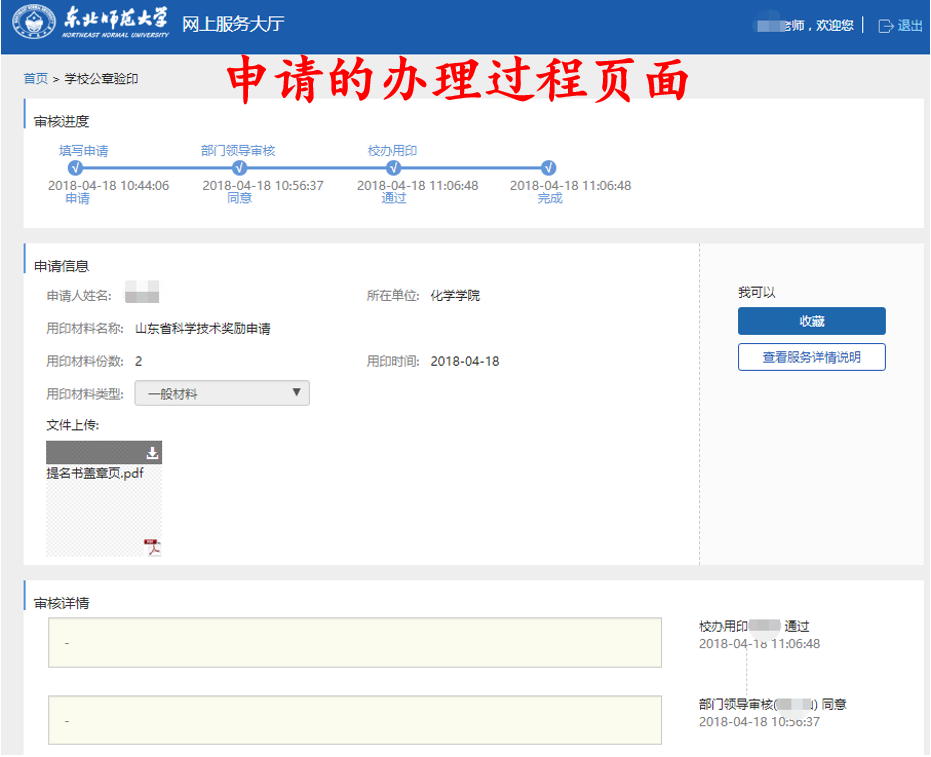 东北师范大学 网上服务大厅 老师，欢迎您 退出
NORTHEAST NORMAL UNIVERSITY
首页 > 学校公章验印
申请的办理过程页面
审核进度
填写申请 部门领导审核 校办用印
2018-04-18 10:44:06 2018-04-18 10:56:37 2018-04-18 11:06:48 2018-04-18 11:06:48
申请 同意 通过 完成
申请信息
申请人姓名: 所在单位: 化学学院
用印材料名称: 山东省科学技术奖励申请
用印材料份数: 2 用印时间: 2018-04-18
用印材料类型: 一般材料
文件上传:
提名书盖章页.pdf
我可以
收藏
查看服务详情说明
审核详情
- 校办用印 通过
2018-04-18 11:06:48
- 部门领导审核( ) 同意
2018-04-18 10:56:37